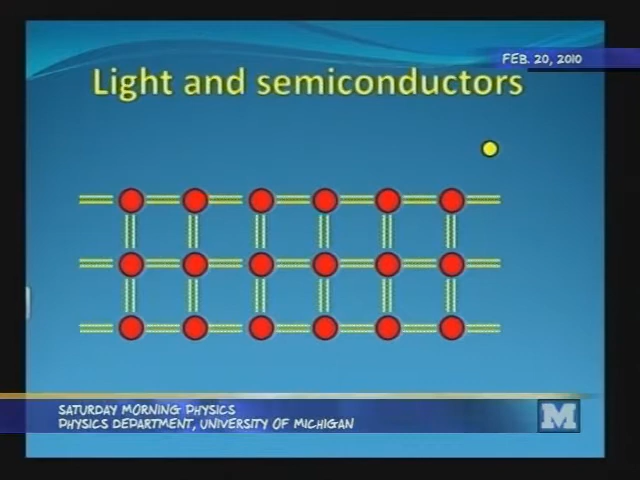 FEB. 20, 2010
Light and semiconductors
SATURDAY MORNING PHYSICS
PHYSICS DEPARTMENT, UNIVERSITY OF MICHIGAN
M